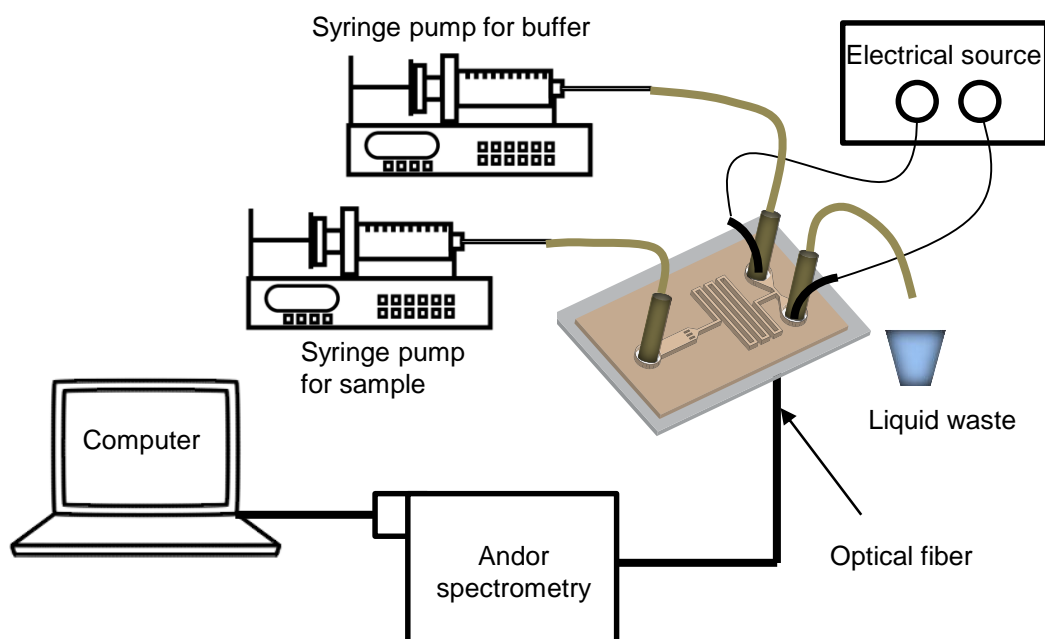 Syringe pump for buffer
Electrical source
Syringe pump
for sample
Computer
Liquid waste
Andor
spectrometry
Optical fiber